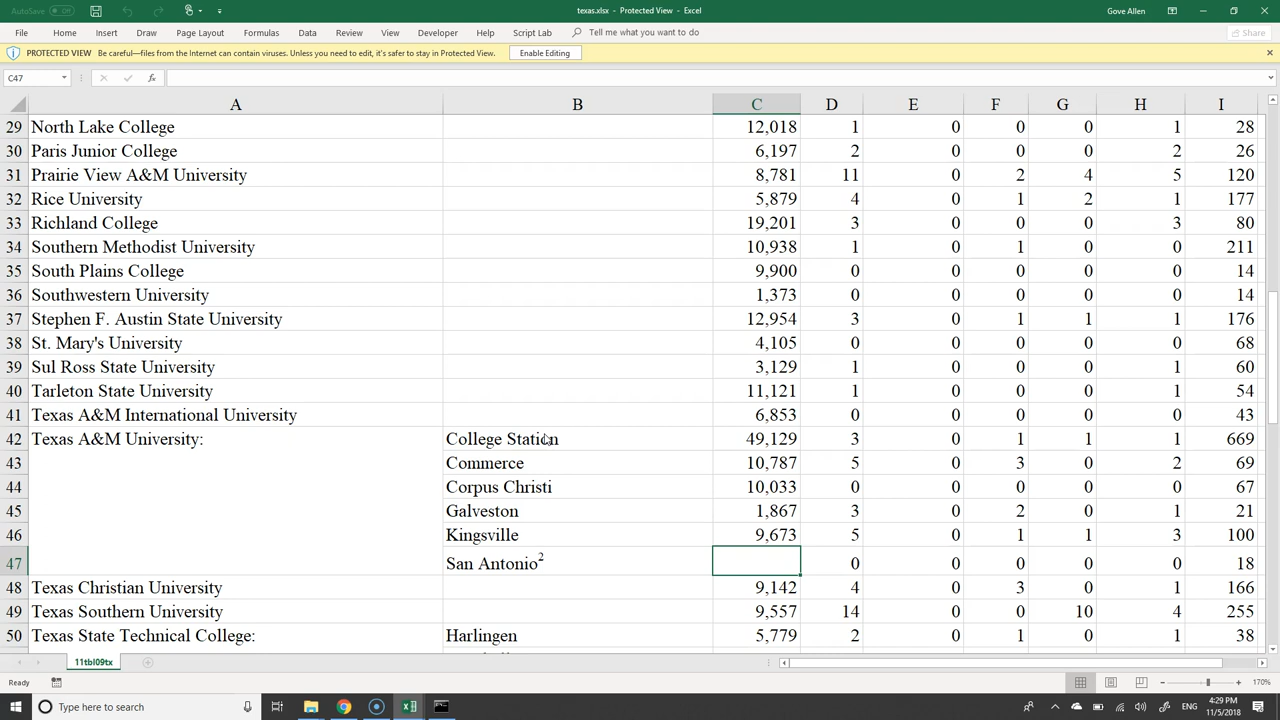 AutoSave Off texas.xlsx - Protected View - Excel Gove Allen
File Home Insert Draw Page Layout Formulas Data Review View Developer Help Script Lab Tell me what you want to do Share
PROTECTED VIEW Be careful—files from the Internet can contain viruses. Unless you need to edit, it's safer to stay in Protected View. Enable Editing
C47 fx
A B C D E F G H I
29 North Lake College 12,018 1 0 0 0 1 28
30 Paris Junior College 6,197 2 0 0 0 2 26
31 Prairie View A&M University 8,781 11 0 2 4 5 120
32 Rice University 5,879 4 0 1 2 1 177
33 Richland College 19,201 3 0 0 0 3 80
34 Southern Methodist University 10,938 1 0 1 0 0 211
35 South Plains College 9,900 0 0 0 0 0 14
36 Southwestern University 1,373 0 0 0 0 0 14
37 Stephen F. Austin State University 12,954 3 0 1 1 1 176
38 St. Mary's University 4,105 0 0 0 0 0 68
39 Sul Ross State University 3,129 1 0 0 0 1 60
40 Tarleton State University 11,121 1 0 0 0 1 54
41 Texas A&M International University 6,853 0 0 0 0 0 43
42 Texas A&M University: College Station 49,129 3 0 1 1 1 669
43 Commerce 10,787 5 0 3 0 2 69
44 Corpus Christi 10,033 0 0 0 0 0 67
45 Galveston 1,867 3 0 2 0 1 21
46 Kingsville 9,673 5 0 1 1 3 100
47 San Antonio² 0 0 0 0 0 18
48 Texas Christian University 9,142 4 0 3 0 1 166
49 Texas Southern University 9,557 14 0 0 10 4 255
50 Texas State Technical College: Harlingen 5,779 2 0 1 0 1 38
11tbl09tx
Ready 170%
Type here to search 4:29 PM
11/5/2018